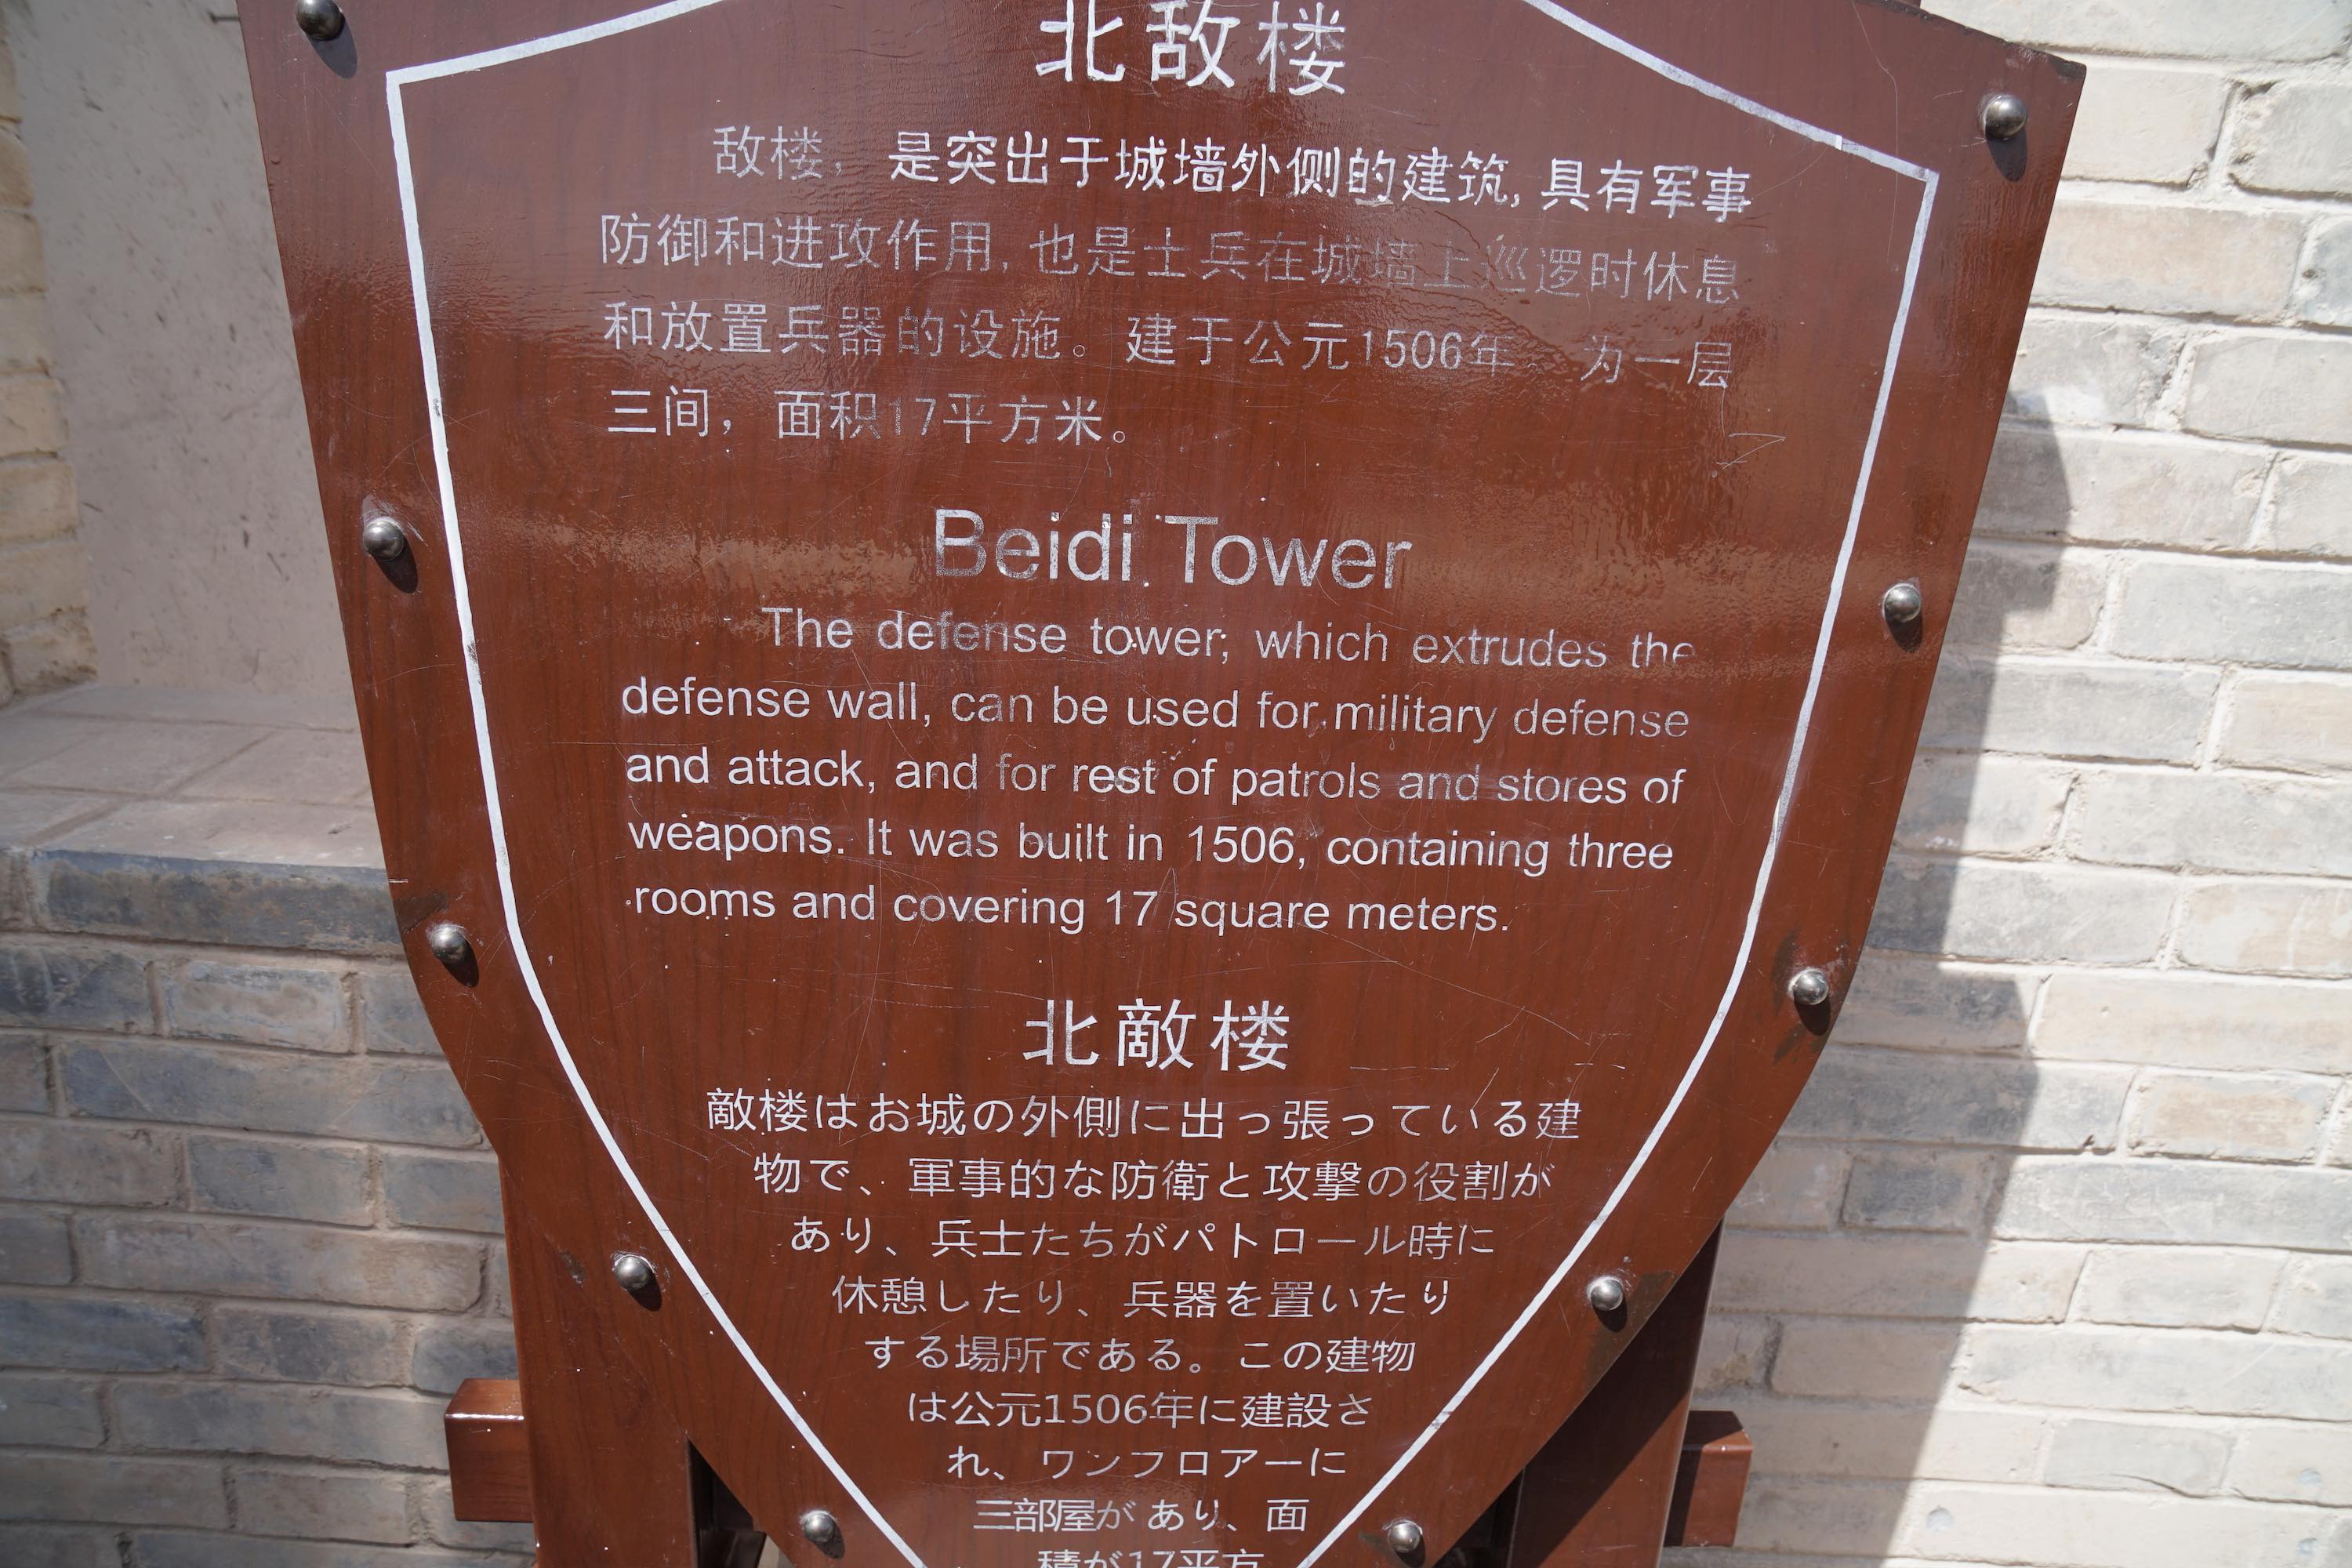 北敌楼
敌楼，是突出于城墙外侧的建筑，具有军事
防御和进攻作用，也是士兵在城墙上巡逻时休息
和放置兵器的设施。建于公元1506年 为一层
三间，面积17平方米。
Beidi Tower
The defense tower; which extrudes the
defense wall, can be used for military defense
and attack, and for rest of patrols and stores of
weapons. It was built in 1506, containing three
rooms and covering 17 square meters.
北敵楼
敵楼はお城の外側に出っ張っている建
物で、軍事的な防衛と攻撃の役割が
あり、兵士たちがパトロール時に
休憩したり、兵器を置いたり
する場所である。この建物
は公元1506年に建設さ
れ、ワンフロアーに
三部屋があり、面
積が17平方